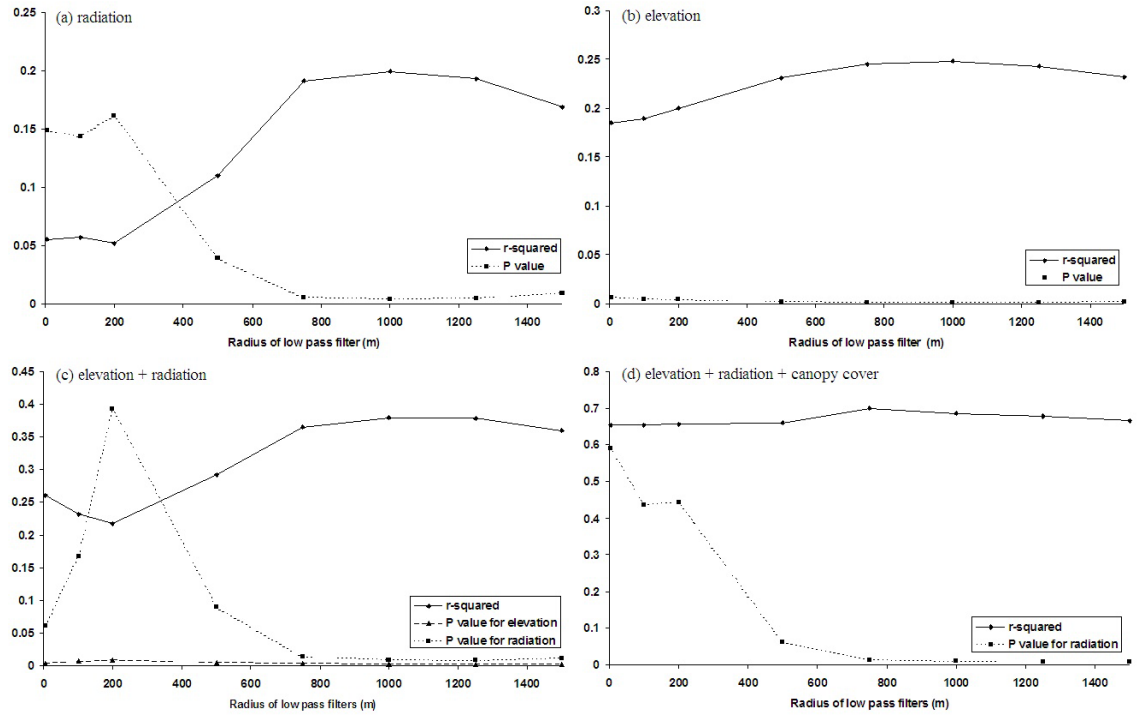 (a) radiation
0.25
0.2
0.15
0.1
0.05
0
r-squared
P value
0 200 400 600 800 1000 1200 1400
Radius of low pass filter (m)
(b) elevation
0.3
0.25
0.2
0.15
0.1
0.05
0
r-squared
P value
0 200 400 600 800 1000 1200 1400
Radius of low pass filter (m)
(c) elevation + radiation
0.45
0.4
0.35
0.3
0.25
0.2
0.15
0.1
0.05
0
r-squared
P value for elevation
P value for radiation
0 200 400 600 800 1000 1200 1400
Radius of low pass filters (m)
(d) elevation + radiation + canopy cover
0.8
0.7
0.6
0.5
0.4
0.3
0.2
0.1
0
r-squared
P value for radiation
0 200 400 600 800 1000 1200 1400
Radius of low pass filters (m)